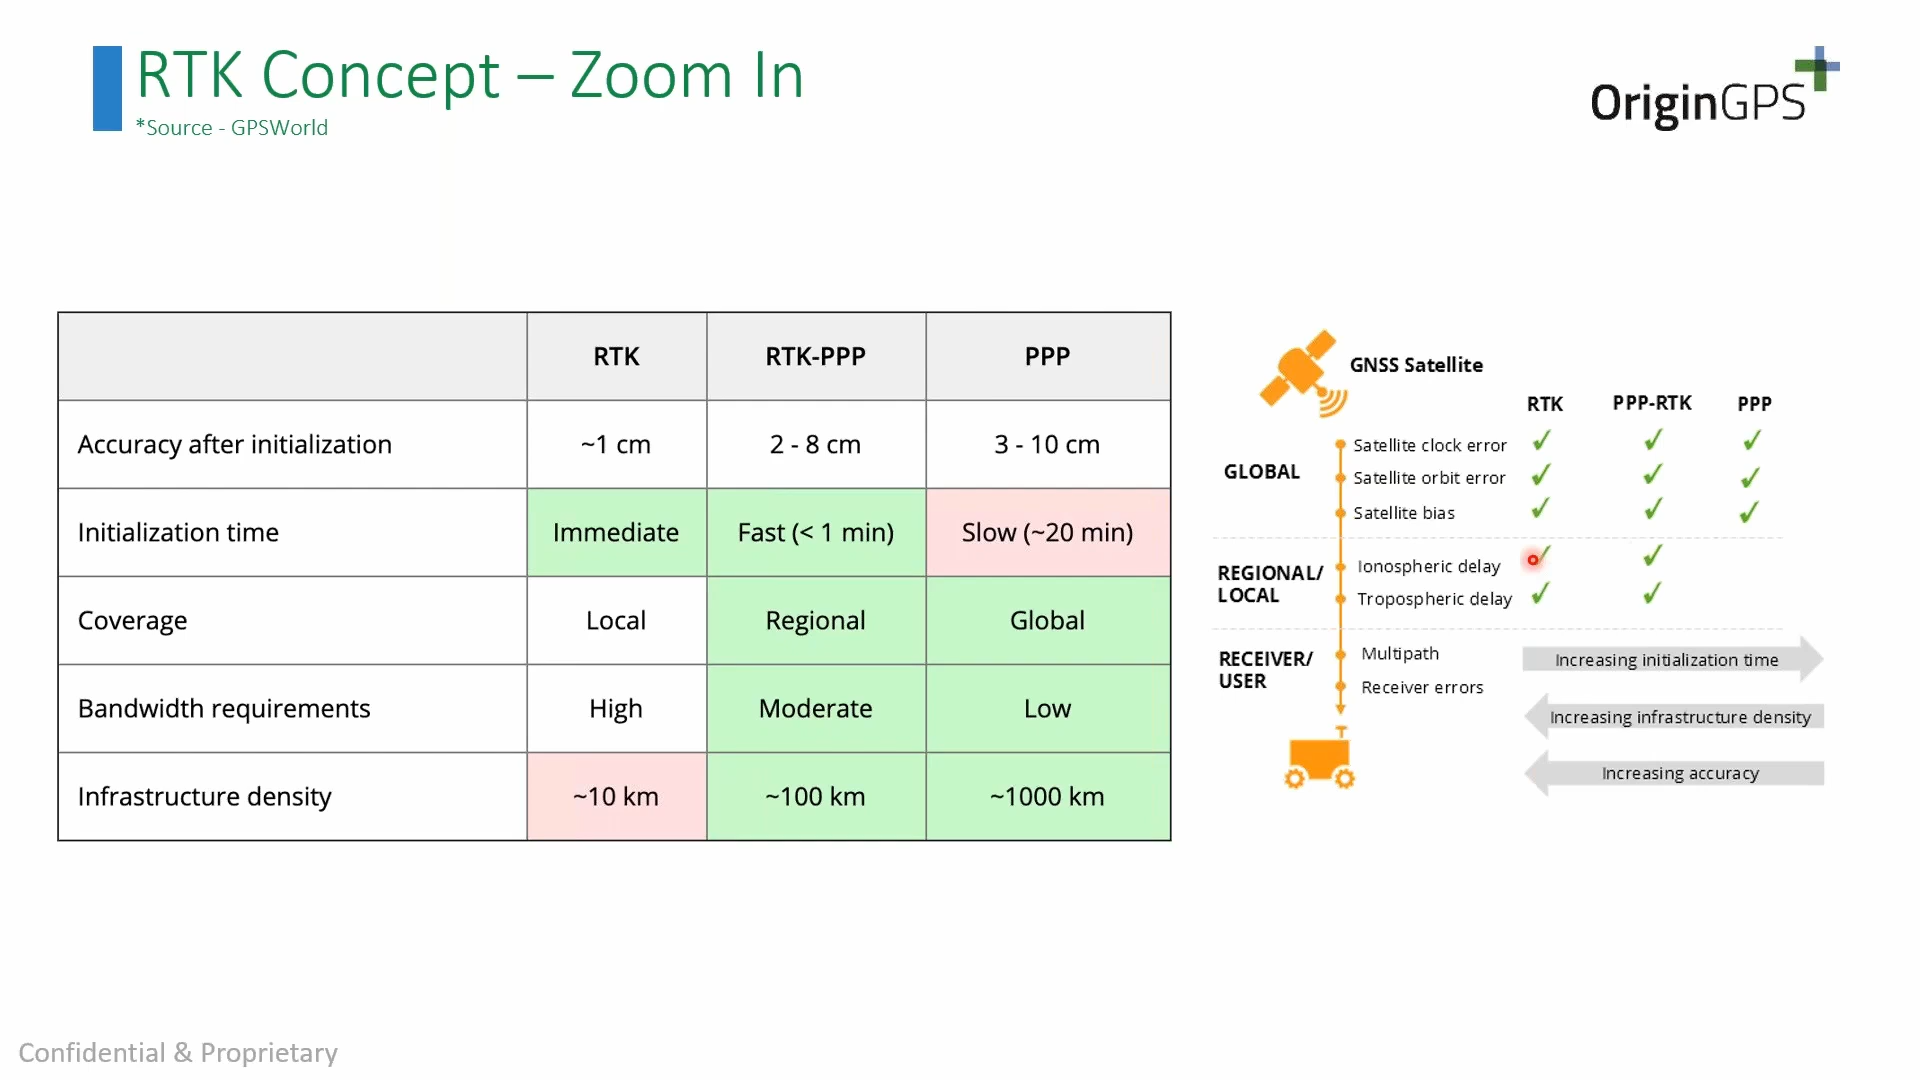 RTK Concept – Zoom In
*Source - GPSWorld
OriginGPS
RTK RTK-PPP PPP
Accuracy after initialization ~1 cm 2 - 8 cm 3 - 10 cm
Initialization time Immediate Fast (< 1 min) Slow (~20 min)
Coverage Local Regional Global
Bandwidth requirements High Moderate Low
Infrastructure density ~10 km ~100 km ~1000 km
GNSS Satellite
RTK PPP-RTK PPP
GLOBAL
Satellite clock error
Satellite orbit error
Satellite bias
REGIONAL/
LOCAL
Ionospheric delay
Tropospheric delay
RECEIVER/
USER
Multipath
Receiver errors
Increasing initialization time
Increasing infrastructure density
Increasing accuracy
Confidential & Proprietary